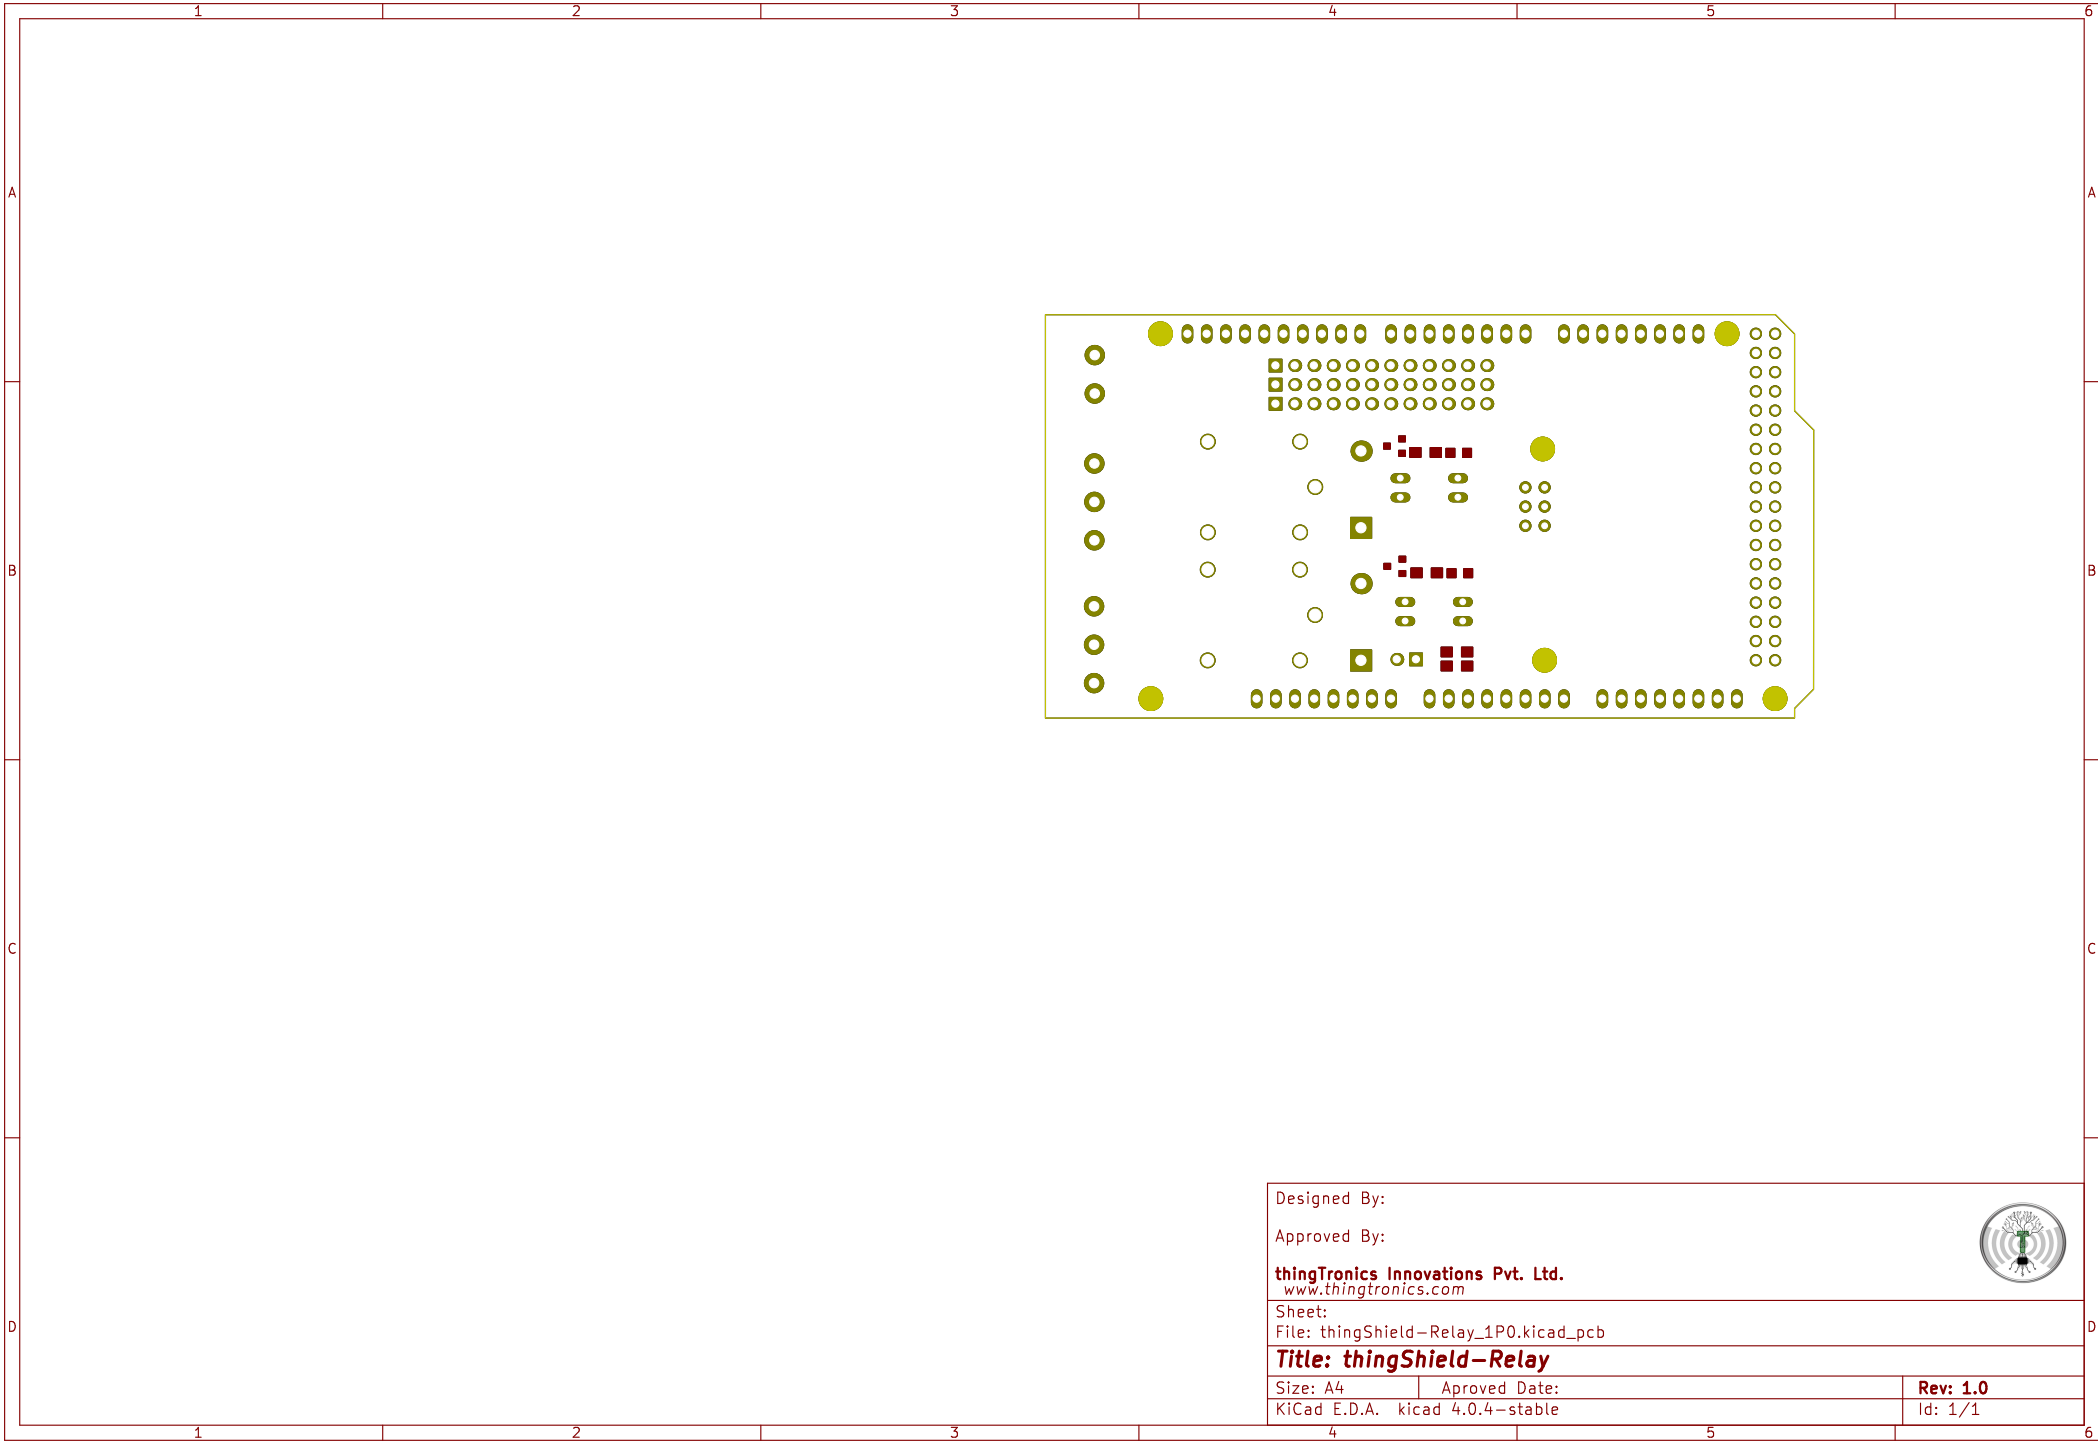 1 2 3 4 5 6
A A
B B
C C
Designed By:
Approved By:
thingTronics Innovations Pvt. Ltd.
www.thingtronics.com
Sheet:
D D
File: thingShield-Relay_1P0.kicad_pcb
Title: thingShield-Relay
Size: A4 Aproved Date: Rev: 1.0
KiCad E.D.A. kicad 4.0.4-stable Id: 1/1
1 2 3 4 5 6